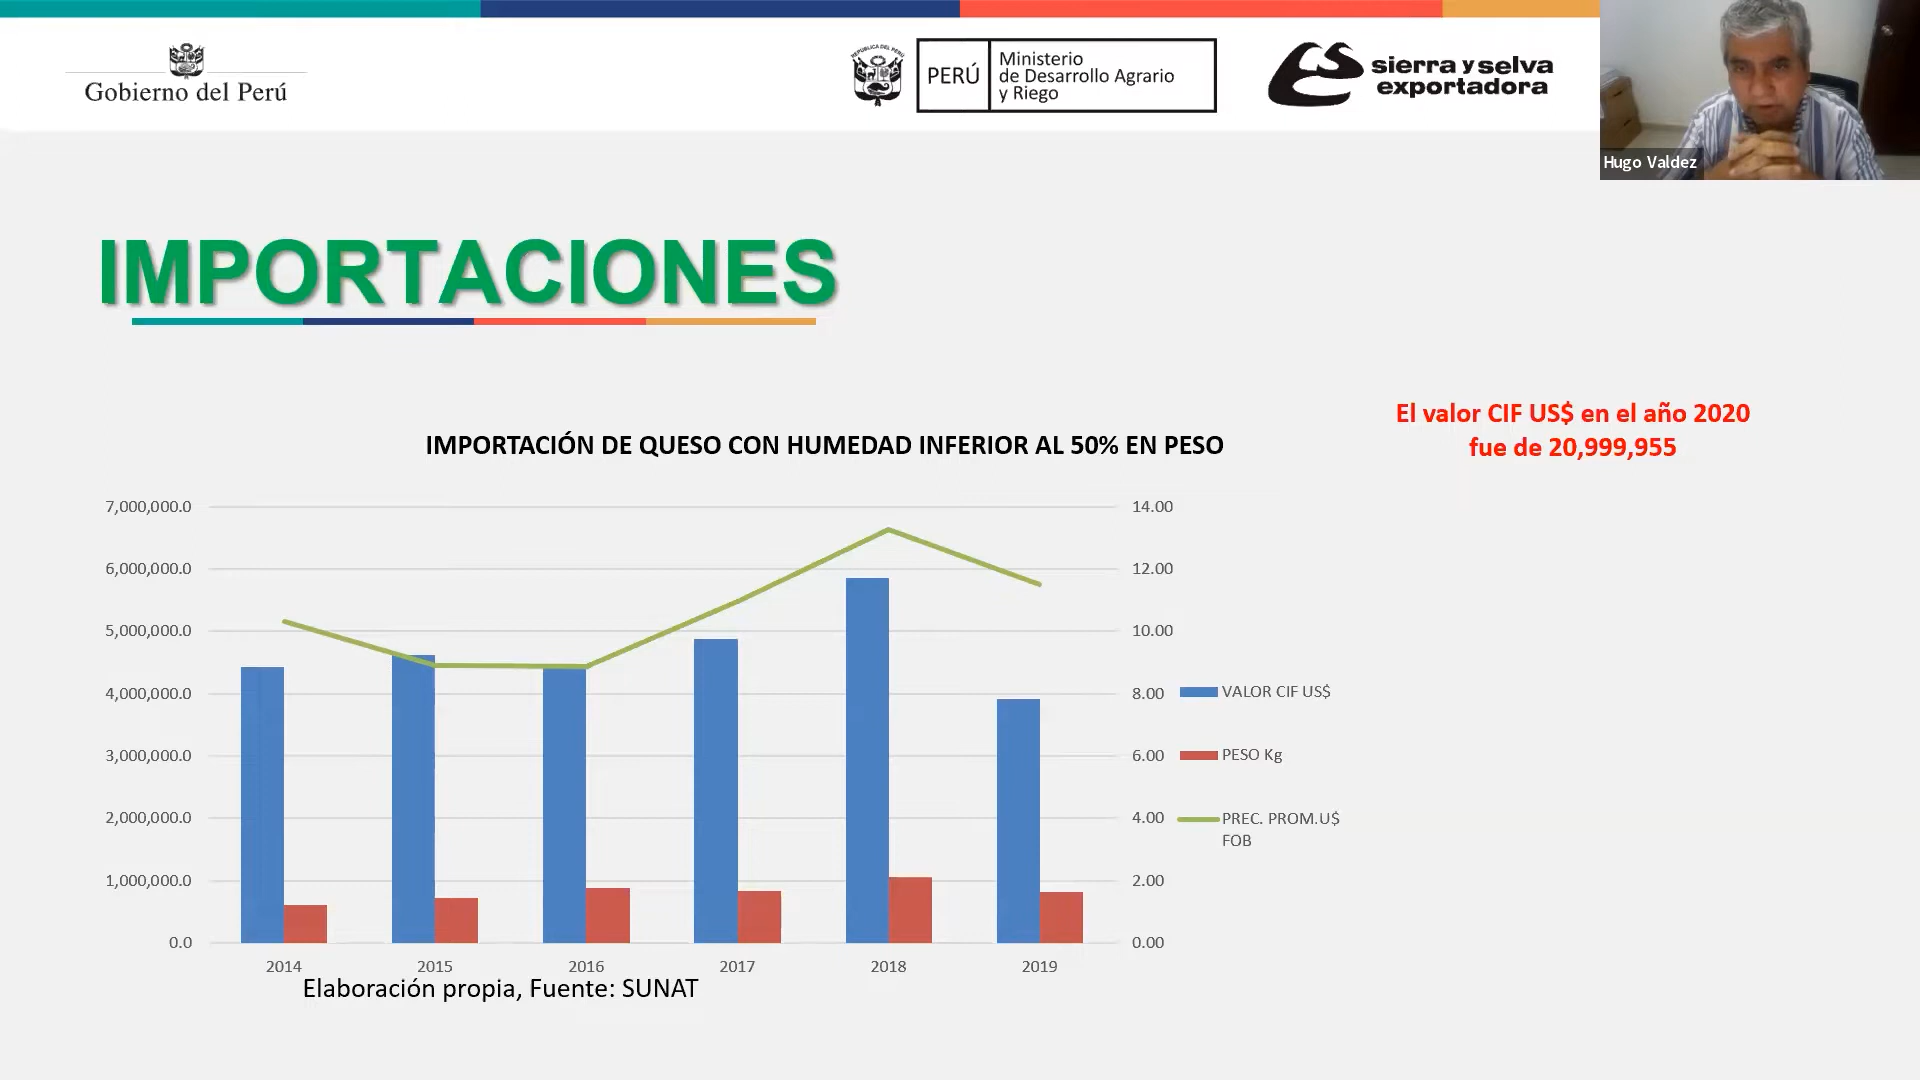 Gobierno del Perú
REPÚBLICA DEL PERÚ
PERÚ
Ministerio
de Desarrollo Agrario
y Riego
sierra y selva
exportadora
Hugo Valdez
IMPORTACIONES
El valor CIF US$ en el año 2020
fue de 20,999,955
IMPORTACIÓN DE QUESO CON HUMEDAD INFERIOR AL 50% EN PESO
7,000,000.0
6,000,000.0
5,000,000.0
4,000,000.0
3,000,000.0
2,000,000.0
1,000,000.0
0.0
14.00
12.00
10.00
8.00
6.00
4.00
2.00
0.00
VALOR CIF US$
PESO Kg
PREC. PROM.U$
FOB
2014 2015 2016 2017 2018 2019
Elaboración propia, Fuente: SUNAT